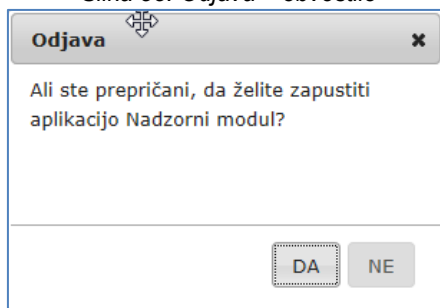 Odjava
Ali ste prepričani, da želite zapustiti
aplikacijo Nadzorni modul?
DA NE